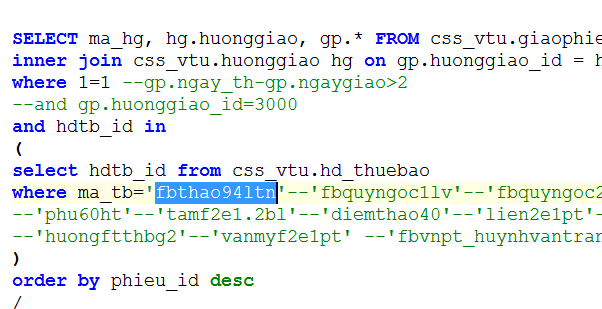 SELECT ma_hg, hg.huonggiao, gp.* FROM css_vtu.giaophie
inner join css_vtu.huonggiao hg on gp.huonggiao_id = h
where 1=1 --gp.ngay_th-gp.ngaygiao>2
--and gp.huonggiao_id=3000
and hdtb_id in
(
select hdtb_id from css_vtu.hd_thuebao
where ma_tb='fbthao94ltn'--'fbquyngoc1lv'--'fbquyngoc2
--'phu60ht'--'tamf2e1.2bl'--'diemthao40'--'lien2e1pt'-
--'huongftthbg2'--'vanmyf2e1pt' --'fbvnpt_huynhvantran
)
order by phieu_id desc
/